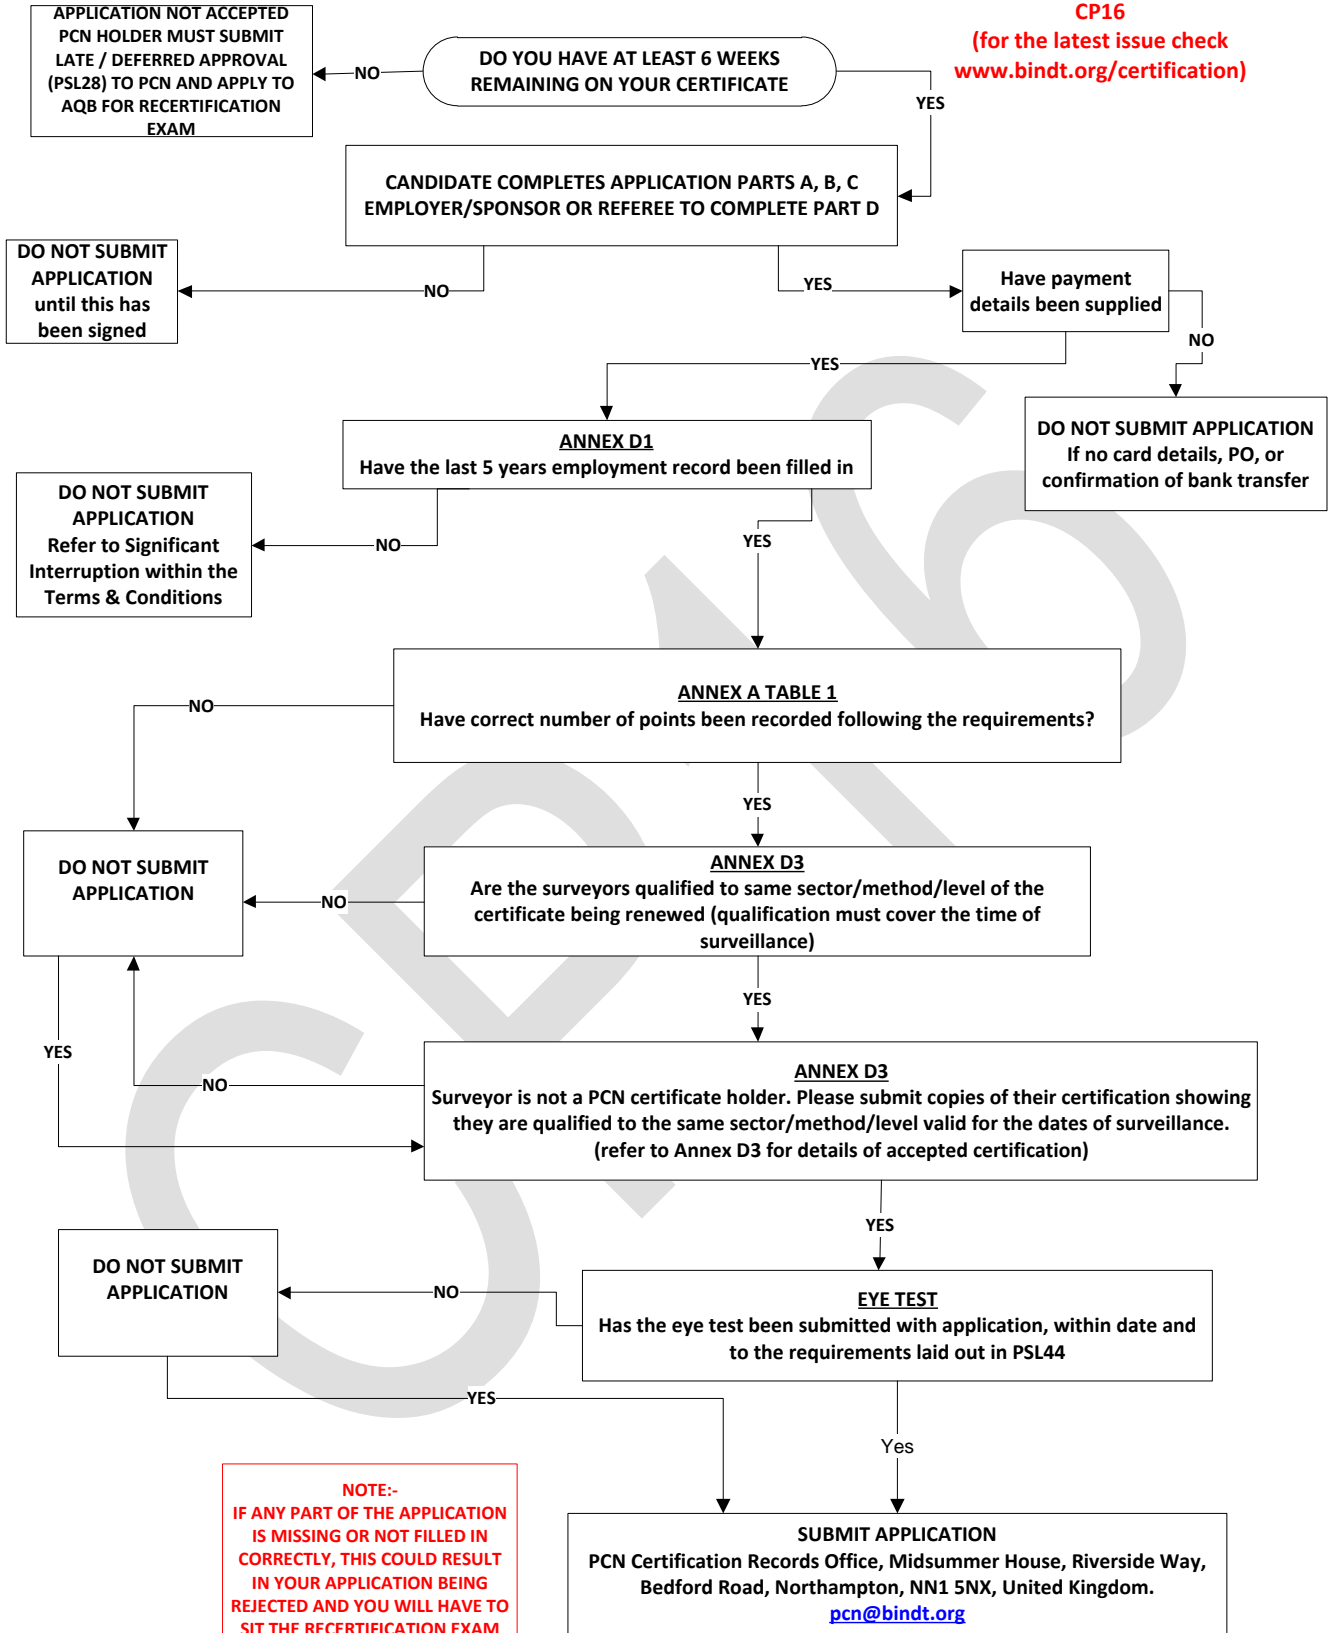 APPLICATION NOT ACCEPTED
PCN HOLDER MUST SUBMIT
LATE / DEFERRED APPROVAL
(PSL28) TO PCN AND APPLY TO
AQB FOR RECERTIFICATION
EXAM
NO
DO YOU HAVE AT LEAST 6 WEEKS
REMAINING ON YOUR CERTIFICATE
CP16
(for the latest issue check
www.bindt.org/certification)
YES
CANDIDATE COMPLETES APPLICATION PARTS A, B, C
EMPLOYER/SPONSOR OR REFEREE TO COMPLETE PART D
DO NOT SUBMIT
APPLICATION
until this has
been signed
NO
YES
Have payment
details been supplied
NO
YES
DO NOT SUBMIT APPLICATION
If no card details, PO, or
confirmation of bank transfer
ANNEX D1
Have the last 5 years employment record been filled in
DO NOT SUBMIT
APPLICATION
Refer to Significant
Interruption within the
Terms & Conditions
NO
YES
ANNEX A TABLE 1
Have correct number of points been recorded following the requirements?
NO
YES
DO NOT SUBMIT
APPLICATION
NO
ANNEX D3
Are the surveyors qualified to same sector/method/level of the
certificate being renewed (qualification must cover the time of
surveillance)
YES
YES
NO
ANNEX D3
Surveyor is not a PCN certificate holder. Please submit copies of their certification showing
they are qualified to the same sector/method/level valid for the dates of surveillance.
(refer to Annex D3 for details of accepted certification)
YES
DO NOT SUBMIT
APPLICATION
NO
EYE TEST
Has the eye test been submitted with application, within date and
to the requirements laid out in PSL44
YES
Yes
NOTE:-
IF ANY PART OF THE APPLICATION
IS MISSING OR NOT FILLED IN
CORRECTLY, THIS COULD RESULT
IN YOUR APPLICATION BEING
REJECTED AND YOU WILL HAVE TO
SIT THE RECERTIFICATION EXAM
SUBMIT APPLICATION
PCN Certification Records Office, Midsummer House, Riverside Way,
Bedford Road, Northampton, NN1 5NX, United Kingdom.
pcn@bindt.org
CP16